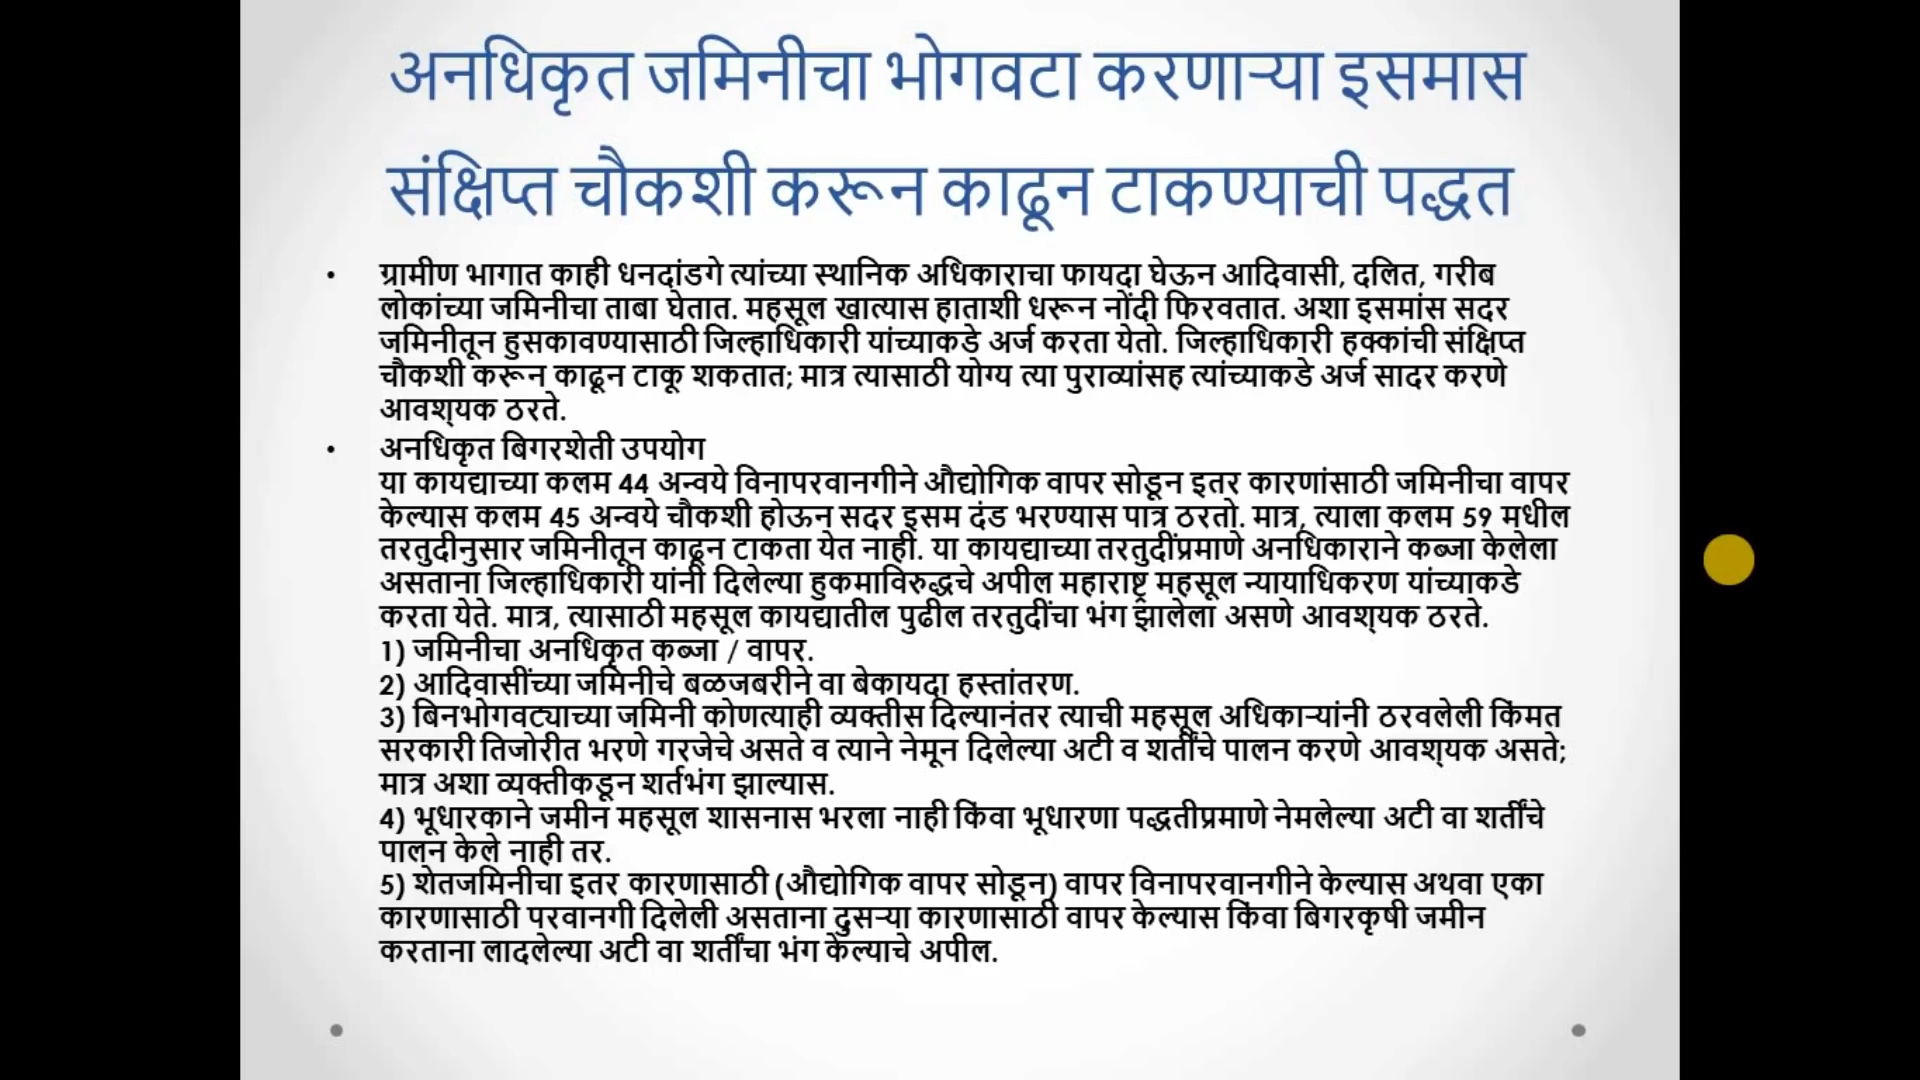 अनधिकृत जमिनीचा भोगवटा करणाऱ्या इसमास
संक्षिप्त चौकशी करून काढून टाकण्याची पद्धत
• ग्रामीण भागात काही धनदांडगे त्यांच्या स्थानिक अधिकाराचा फायदा घेऊन आदिवासी, दलित, गरीब
लोकांच्या जमिनीचा ताबा घेतात. महसूल खात्यास हाताशी धरून नोंदी फिरवतात. अशा इसमांस सदर
जमिनीतून हुसकावण्यासाठी जिल्हाधिकारी यांच्याकडे अर्ज करता येतो. जिल्हाधिकारी हक्कांची संक्षिप्त
चौकशी करून काढून टाकू शकतात; मात्र त्यासाठी योग्य त्या पुराव्यांसह त्यांच्याकडे अर्ज सादर करणे
आवश्यक ठरते.
• अनधिकृत बिगरशेती उपयोग
या कायद्याच्या कलम 44 अन्वये विनापरवानगीने औद्योगिक वापर सोडून इतर कारणांसाठी जमिनीचा वापर
केल्यास कलम 45 अन्वये चौकशी होऊन सदर इसम दंड भरण्यास पात्र ठरतो. मात्र, त्याला कलम 59 मधील
तरतुदीनुसार जमिनीतून काढून टाकता येत नाही. या कायद्याच्या तरतुदींप्रमाणे अनधिकाराने कब्जा केलेला
असताना जिल्हाधिकारी यांनी दिलेल्या हुकमाविरुद्धचे अपील महाराष्ट्र महसूल न्यायाधिकरण यांच्याकडे
करता येते. मात्र, त्यासाठी महसूल कायद्यातील पुढील तरतुदींचा भंग झालेला असणे आवश्यक ठरते.
1) जमिनीचा अनधिकृत कब्जा / वापर.
2) आदिवासींच्या जमिनीचे बळजबरीने वा बेकायदा हस्तांतरण.
3) बिनभोगवट्याच्या जमिनी कोणत्याही व्यक्तीस दिल्यानंतर त्याची महसूल अधिकाऱ्यांनी ठरवलेली किंमत
सरकारी तिजोरीत भरणे गरजेचे असते व त्याने नेमून दिलेल्या अटी व शर्तींचे पालन करणे आवश्यक असते;
मात्र अशा व्यक्तीकडून शर्तभंग झाल्यास.
4) भूधारकाने जमीन महसूल शासनास भरला नाही किंवा भूधारणा पद्धतीप्रमाणे नेमलेल्या अटी वा शर्तींचे
पालन केले नाही तर.
5) शेतजमिनीचा इतर कारणासाठी (औद्योगिक वापर सोडून) वापर विनापरवानगीने केल्यास अथवा एका
कारणासाठी परवानगी दिलेली असताना दुसऱ्या कारणासाठी वापर केल्यास किंवा बिगरकृषी जमीन
करताना लादलेल्या अटी वा शर्तींचा भंग केल्याचे अपील.